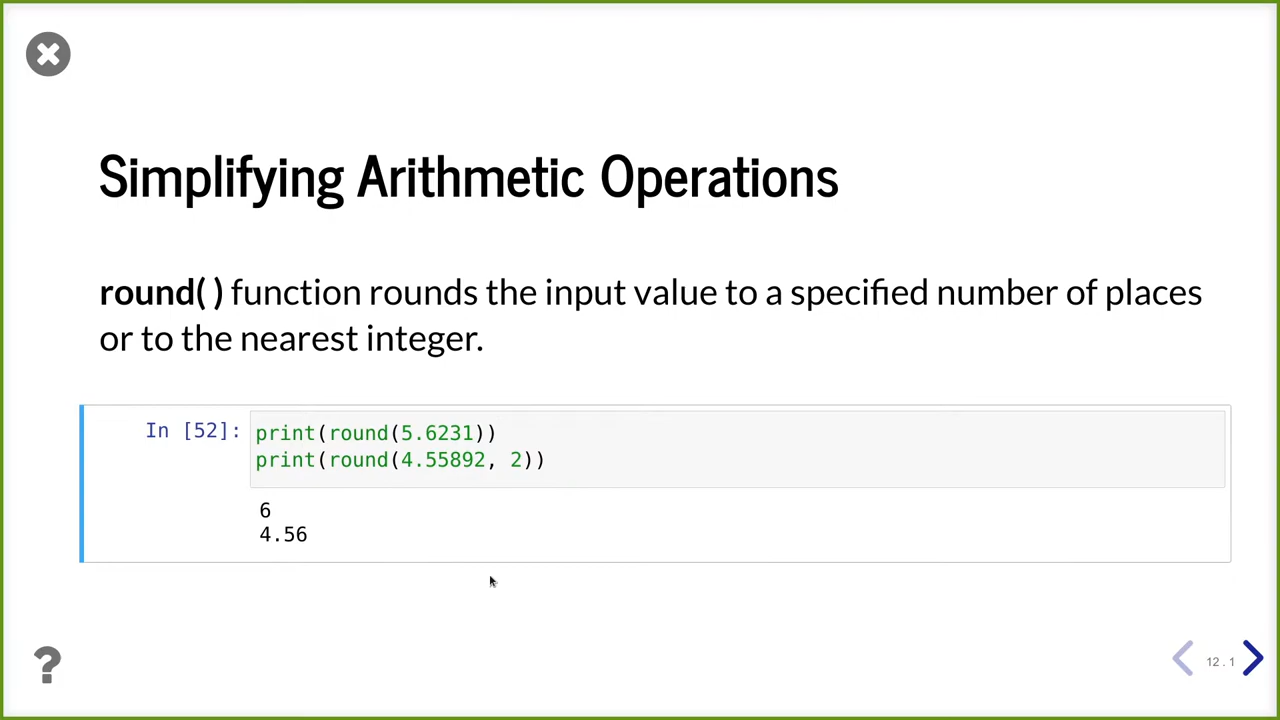 Simplifying Arithmetic Operations
round( ) function rounds the input value to a specified number of places
or to the nearest integer.
In [52]: print(round(5.6231))
print(round(4.55892, 2))
6
4.56
?
12 . 1